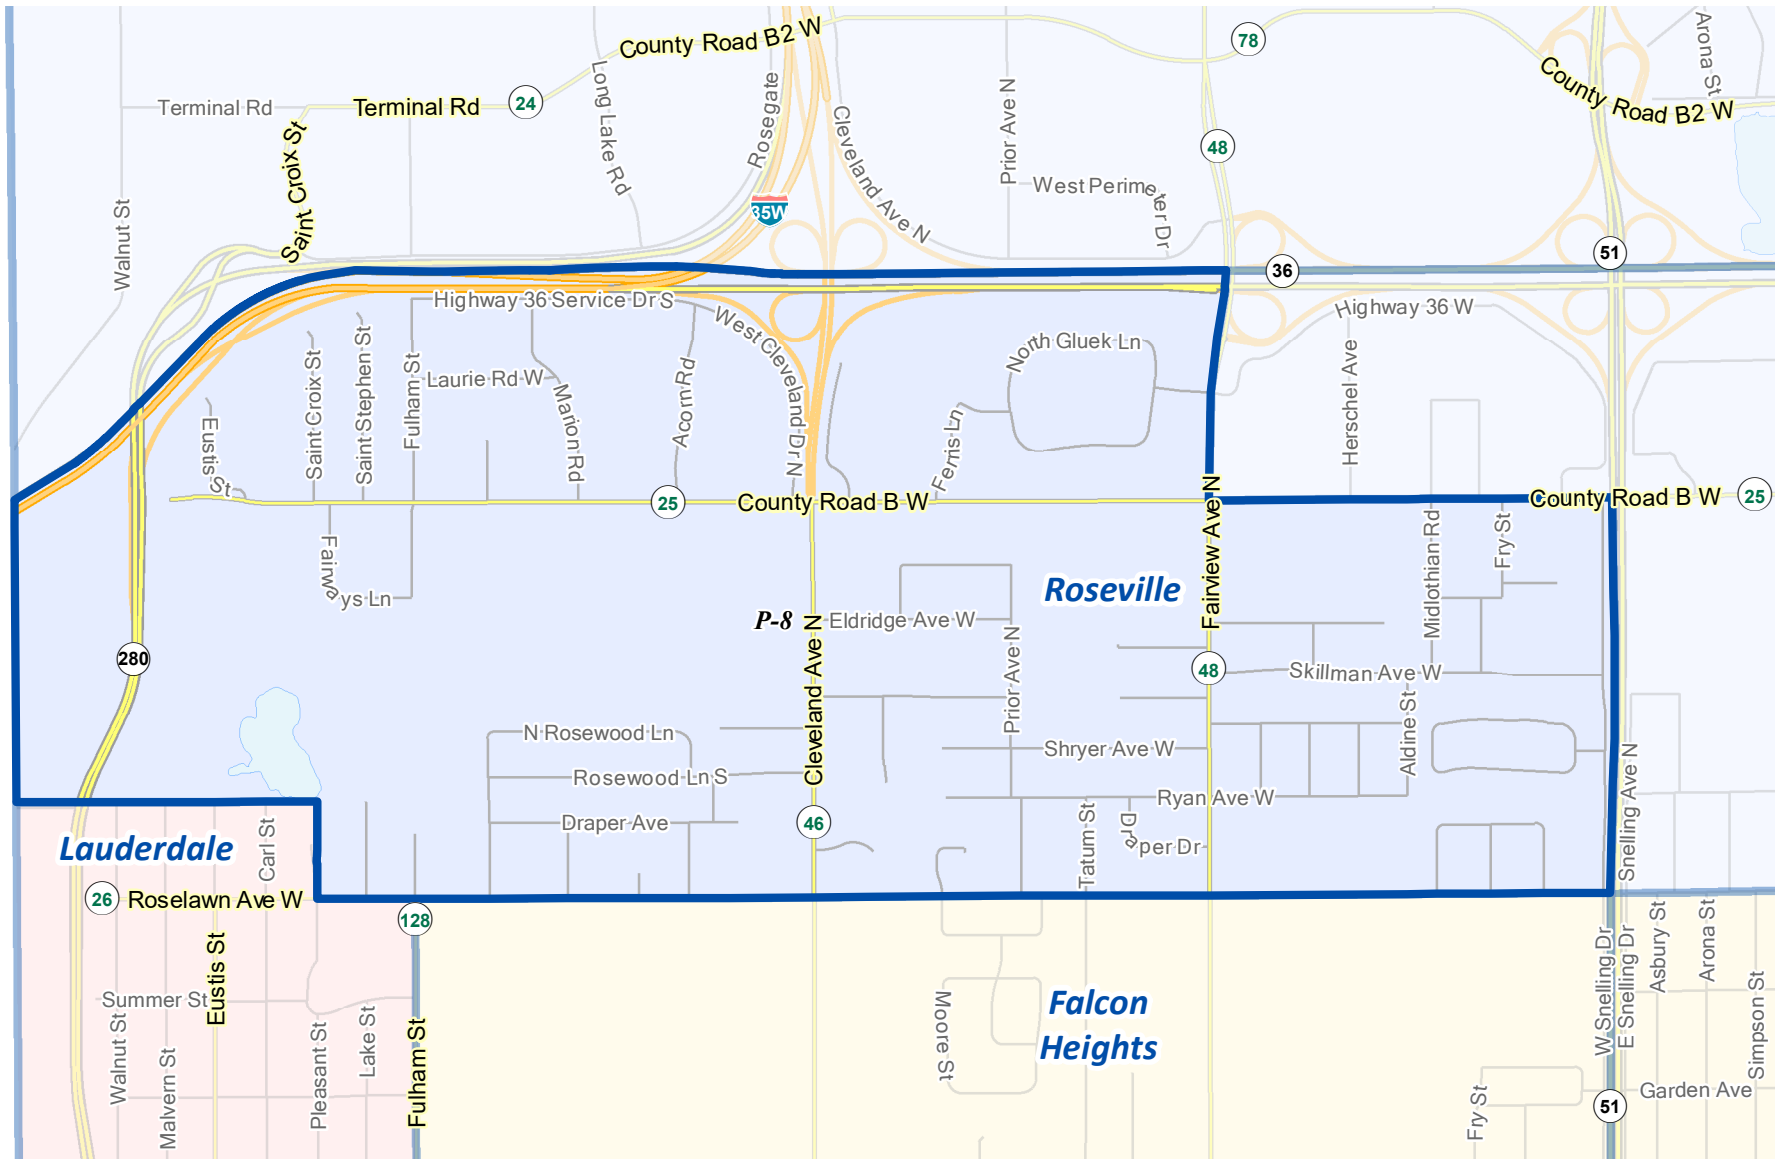 County Road B2 W
78
Arona St
Terminal Rd
Terminal Rd
24
Long Lake Rd
Rosegate
Cleveland Ave N
Prior Ave N
48
County Road B2 W
Saint Croix St
Walnut St
35W
West Perimeter Dr
51
36
Highway 36 Service Dr S
Highway 36 W
West Cleveland Dr N
North Gluek Ln
Saint Croix St
Saint Stephen St
Fulham St
Laurie Rd W
Marion Rd
Acorn Rd
Herschel Ave
Eustis St
Ferris Ln
25
County Road B W
County Road B W
25
Fairview Ave N
Fairways Ln
Midlothian Rd
Fry St
Roseville
P-8
Eldridge Ave W
Cleveland Ave N
Prior Ave N
280
48
Skillman Ave W
Aldine St
N Rosewood Ln
Shryer Ave W
Rosewood Ln S
Snelling Ave N
Ryan Ave W
46
Draper Ave
Tatum St
Draper Dr
Lauderdale
Carl St
26
Roselawn Ave W
128
Eustis St
W Snelling Dr
E Snelling Dr
Asbury St
Arona St
Simpson St
Summer St
Walnut St
Malvern St
Pleasant St
Lake St
Fulham St
Moore St
Falcon
Heights
Fry St
Garden Ave
51